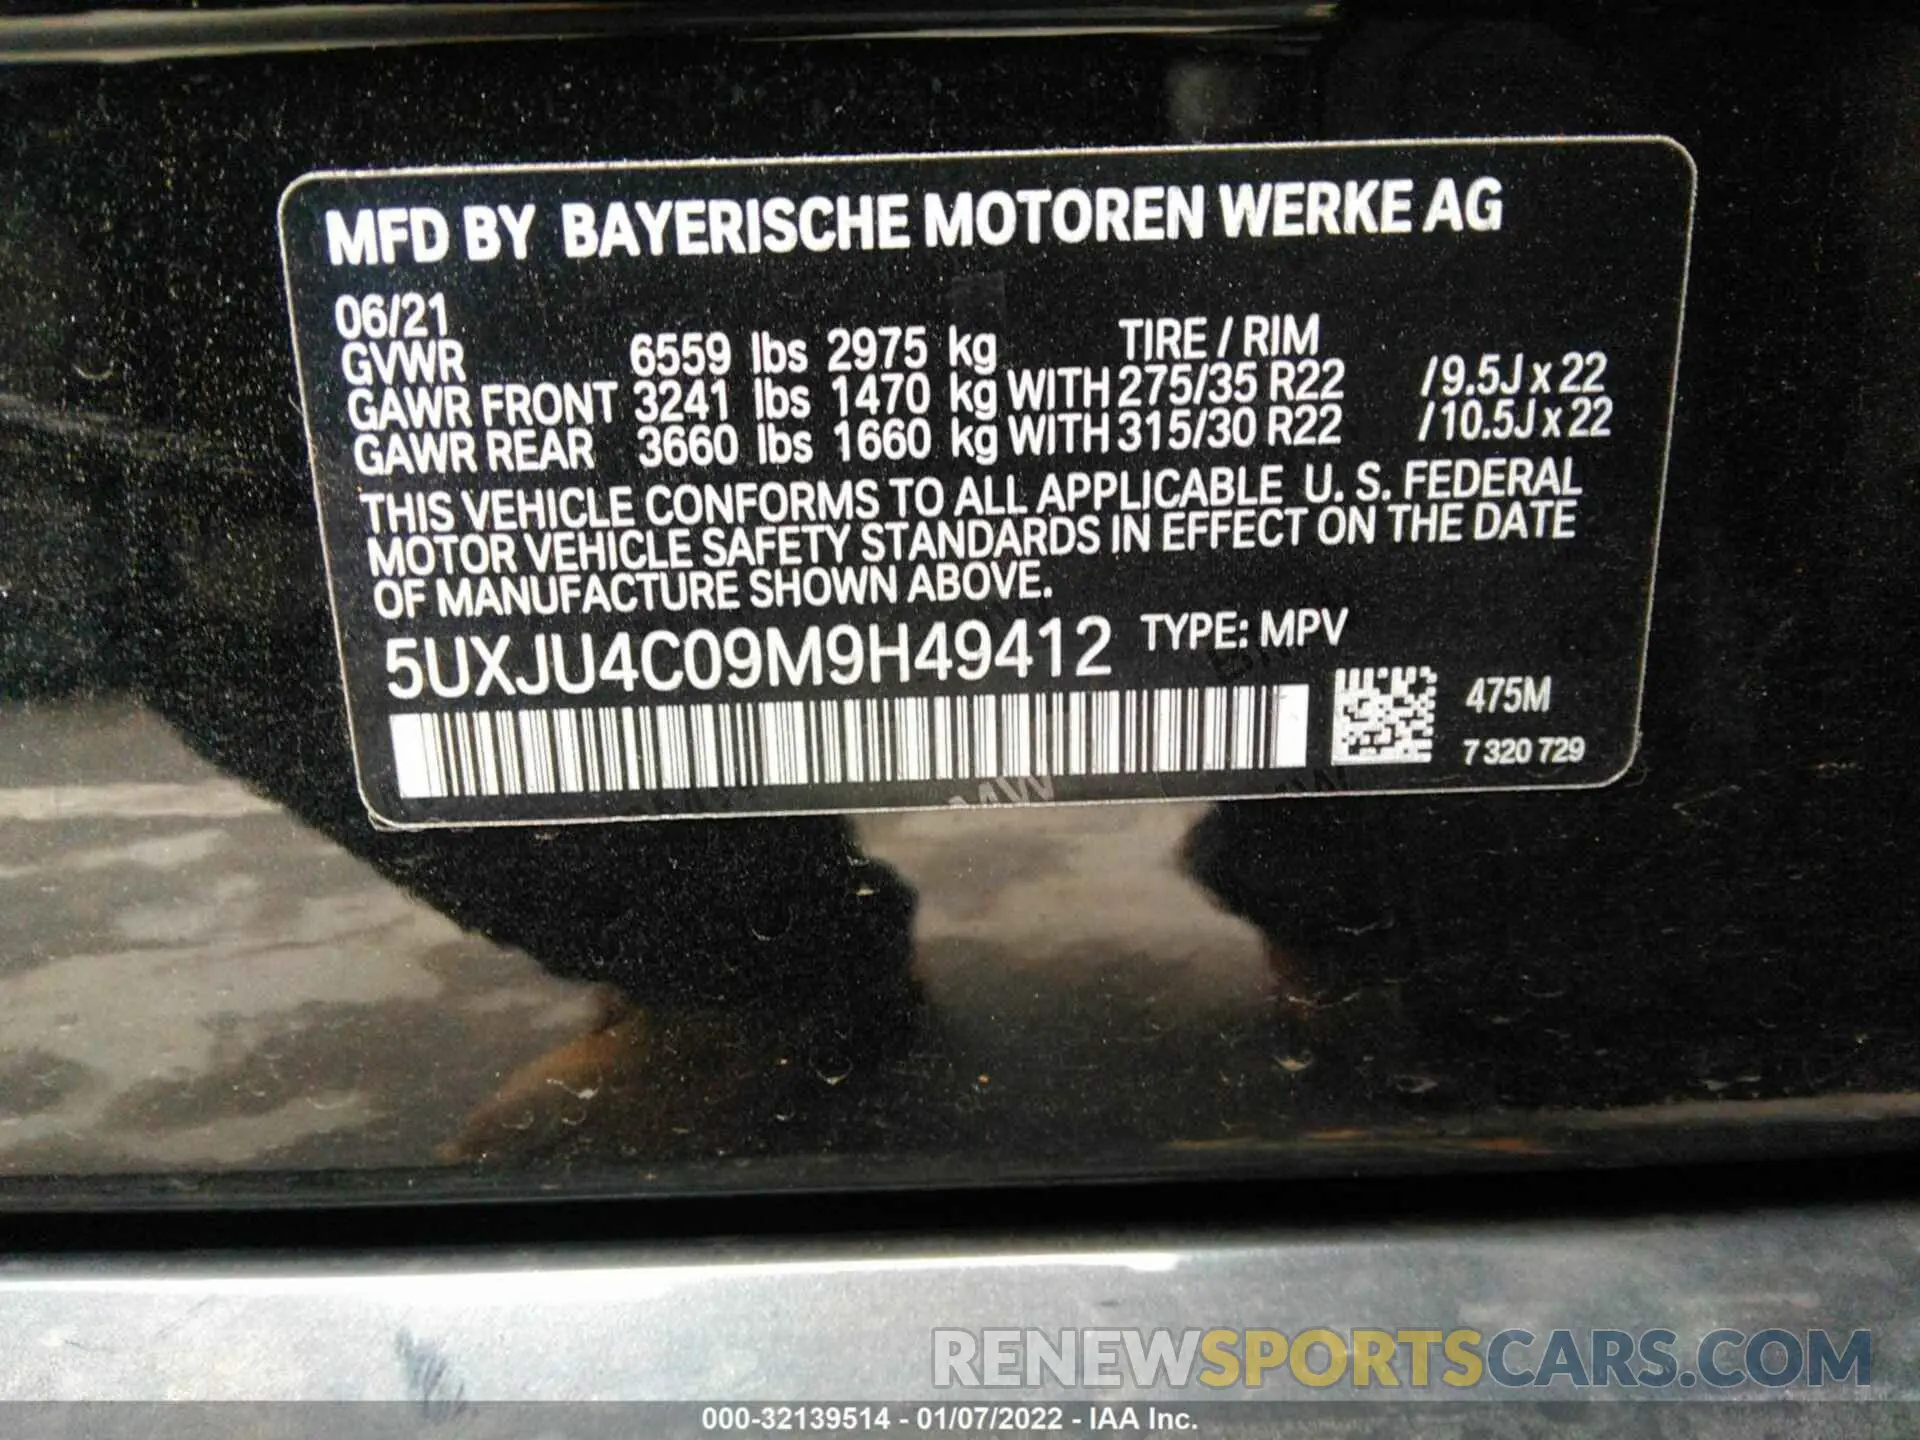 MFD BY BAYERISCHE MOTOREN WERKE AG
06/21 TIRE / RIM
GVWR 6559 lbs 2975 kg
GAWR FRONT 3241 lbs 1470 kg WITH 275/35 R22 /9.5J x 22
GAWR REAR 3660 lbs 1660 kg WITH 315/30 R22 /10.5J x 22
THIS VEHICLE CONFORMS TO ALL APPLICABLE U. S. FEDERAL
MOTOR VEHICLE SAFETY STANDARDS IN EFFECT ON THE DATE
OF MANUFACTURE SHOWN ABOVE.
5UXJU4C09M9H49412 TYPE: MPV
475M
7 320 729
RENEWSPORTSCARS.COM
000-32139514 - 01/07/2022 - IAA Inc.